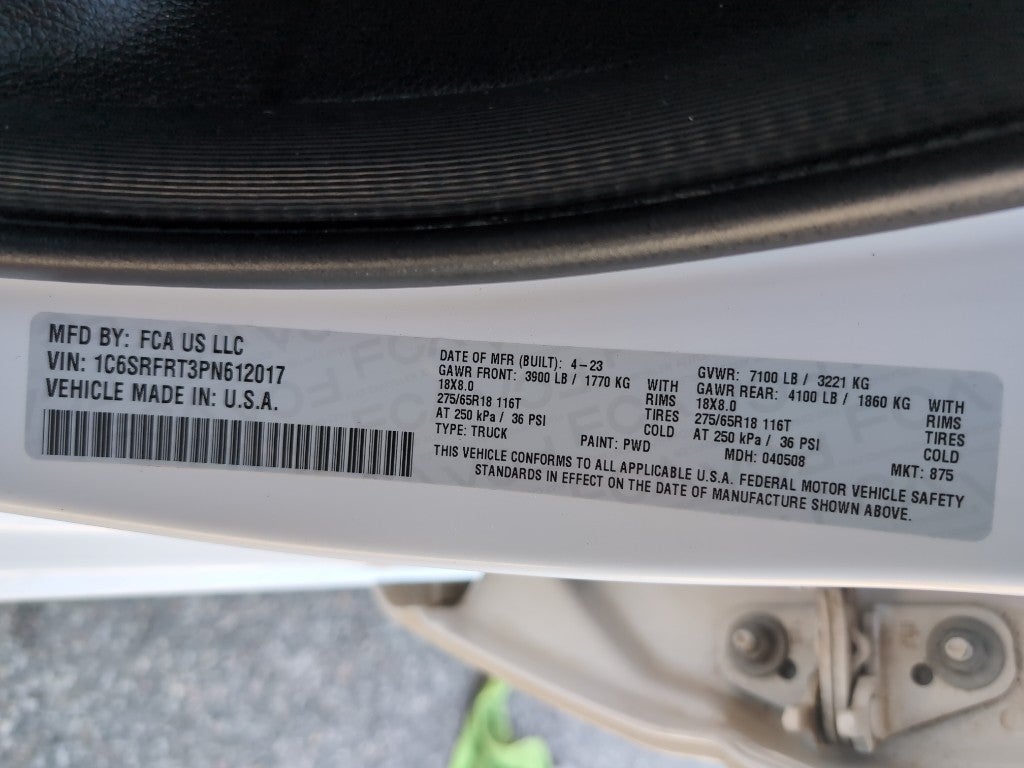 MFD BY: FCA US LLC
VIN: 1C6SRFRT3PN612017
VEHICLE MADE IN: U.S.A.
DATE OF MFR (BUILT): 4-23
GAWR FRONT: 3900 LB / 1770 KG WITH
18X8.0 RIMS
275/65R18 116T TIRES
AT 250 kPa / 36 PSI COLD
TYPE: TRUCK PAINT: PWD
GVWR: 7100 LB / 3221 KG
GAWR REAR: 4100 LB / 1860 KG WITH
18X8.0 RIMS
275/65R18 116T TIRES
AT 250 kPa / 36 PSI COLD
MDH: 040508 MKT: 875
THIS VEHICLE CONFORMS TO ALL APPLICABLE U.S.A. FEDERAL MOTOR VEHICLE SAFETY
STANDARDS IN EFFECT ON THE DATE OF MANUFACTURE SHOWN ABOVE.